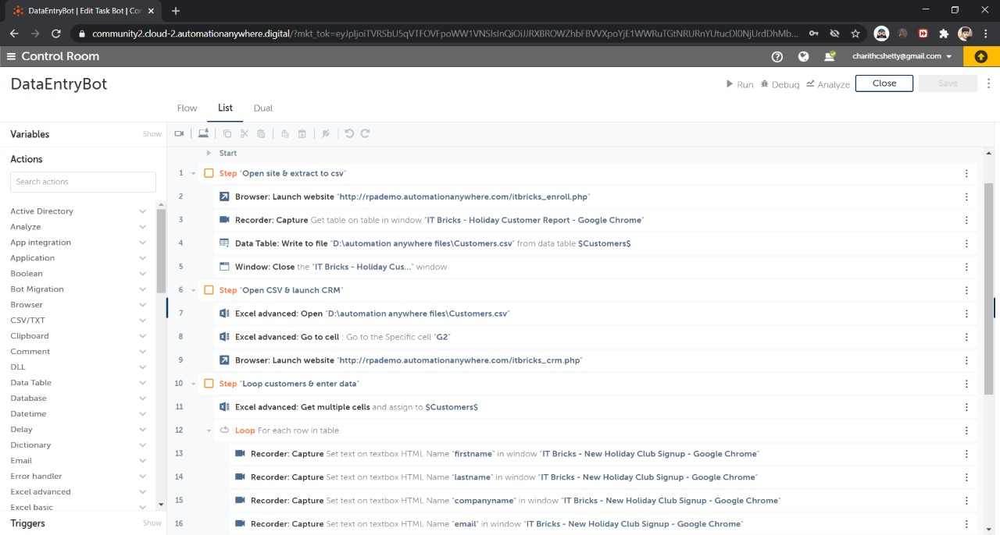 DataEntryBot | Edit Task Bot | Con
community2.cloud-2.automationanywhere.digital/?mkt_tok=eyJpIjoiTVRSbU5qVTFOVFpoWW1VNSIsInQiOiJJRXBROWZhbFBVVXpoYjE1WWRuTGtNRURnYUtucDI0NjUrdDhMb...
Control Room
charithcshetty@gmail.com
DataEntryBot
Run Debug Analyze Close Save
Flow List Dual
Variables Show
Actions
Search actions
Active Directory
Analyze
App integration
Application
Boolean
Bot Migration
Browser
CSV/TXT
Clipboard
Comment
DLL
Data Table
Database
Datetime
Delay
Dictionary
Email
Error handler
Excel advanced
Excel basic
Triggers Show
Start
1 Step "Open site & extract to csv"
2 Browser: Launch website "http://rpademo.automationanywhere.com/itbricks_enroll.php"
3 Recorder: Capture Get table on table in window "IT Bricks - Holiday Customer Report - Google Chrome"
4 Data Table: Write to file "D:\automation anywhere files\Customers.csv" from data table $Customers$
5 Window: Close the "IT Bricks - Holiday Cus..." window
6 Step "Open CSV & launch CRM"
7 Excel advanced: Open "D:\automation anywhere files\Customers.csv"
8 Excel advanced: Go to cell : Go to the Specific cell "G2"
9 Browser: Launch website "http://rpademo.automationanywhere.com/itbricks_crm.php"
10 Step "Loop customers & enter data"
11 Excel advanced: Get multiple cells and assign to $Customers$
12 Loop For each row in table
13 Recorder: Capture Set text on textbox HTML Name "firstname" in window "IT Bricks - New Holiday Club Signup - Google Chrome"
14 Recorder: Capture Set text on textbox HTML Name "lastname" in window "IT Bricks - New Holiday Club Signup - Google Chrome"
15 Recorder: Capture Set text on textbox HTML Name "companyname" in window "IT Bricks - New Holiday Club Signup - Google Chrome"
16 Recorder: Capture Set text on textbox HTML Name "email" in window "IT Bricks - New Holiday Club Signup - Google Chrome"